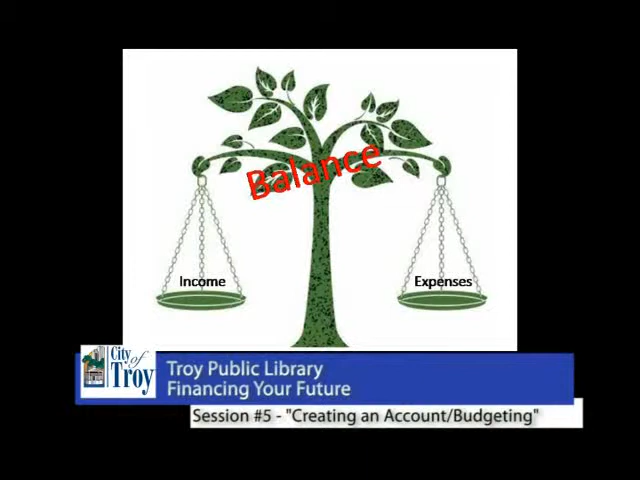 Balance
Income
Expenses
City of Troy
Troy Public Library
Financing Your Future
Session #5 - "Creating an Account/Budgeting"